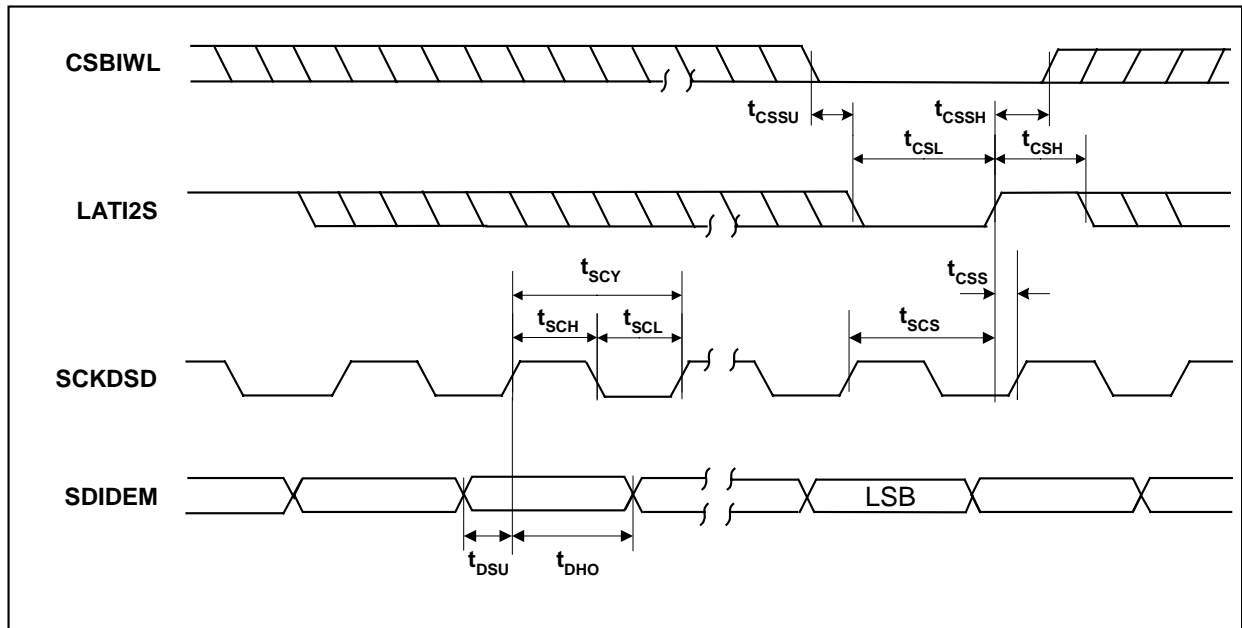 CSBIWL
tCSSU
tCSSH
tCSL
tCSH
LATI2S
tSCY
tCSS
tSCH
tSCL
tSCS
SCKDSD
SDIDEM
LSB
tDSU
tDHO